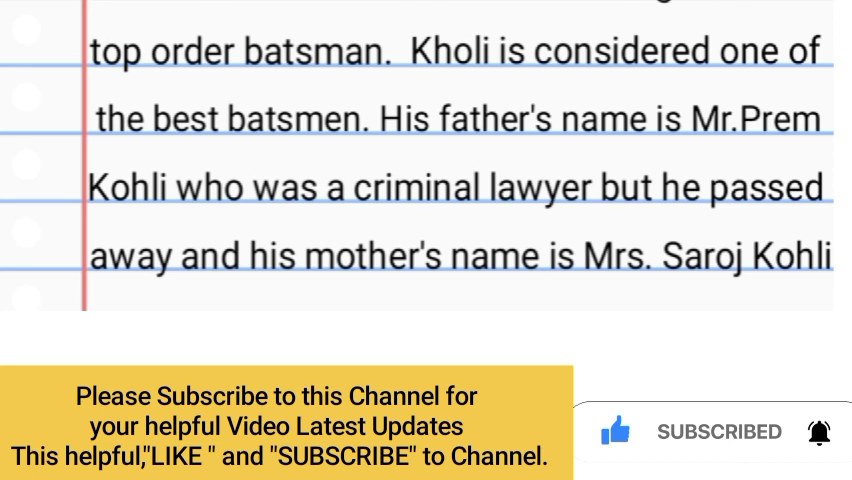 top order batsman. Kholi is considered one of
the best batsmen. His father's name is Mr.Prem
Kohli who was a criminal lawyer but he passed
away and his mother's name is Mrs. Saroj Kohli
Please Subscribe to this Channel for
your helpful Video Latest Updates
This helpful,"LIKE " and "SUBSCRIBE" to Channel.
SUBSCRIBED